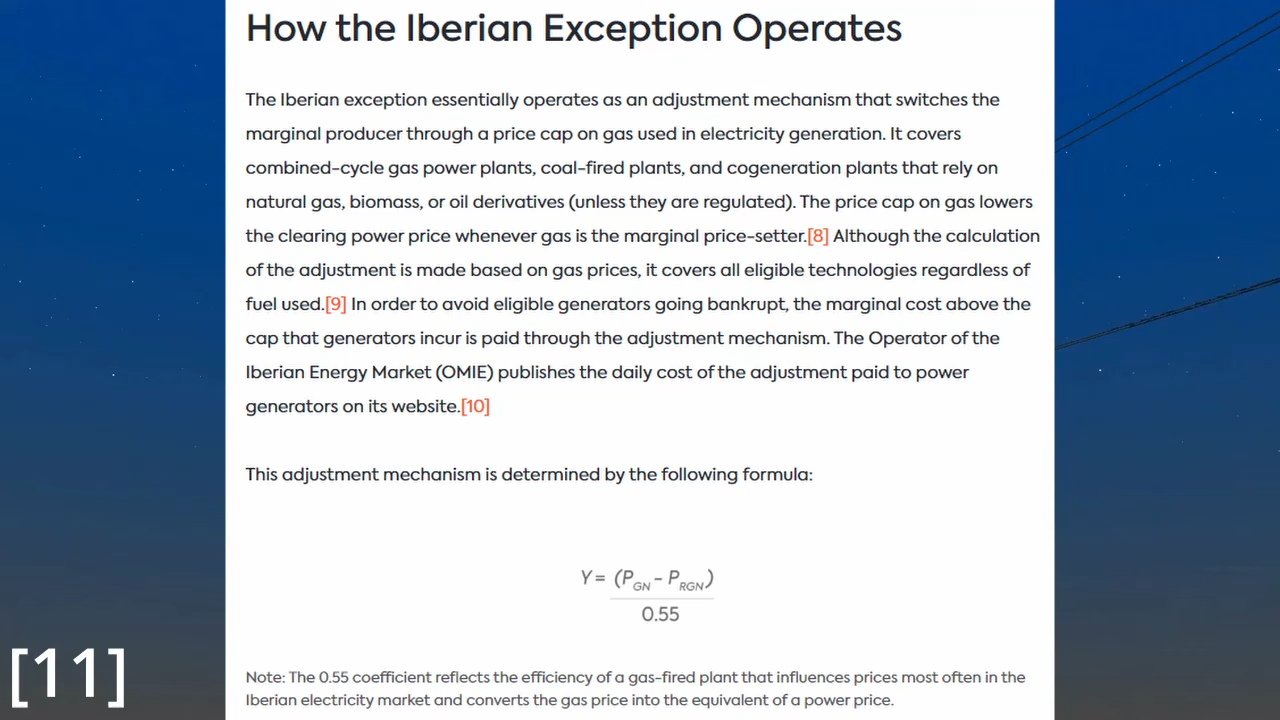 How the Iberian Exception Operates
The Iberian exception essentially operates as an adjustment mechanism that switches the
marginal producer through a price cap on gas used in electricity generation. It covers
combined-cycle gas power plants, coal-fired plants, and cogeneration plants that rely on
natural gas, biomass, or oil derivatives (unless they are regulated). The price cap on gas lowers
the clearing power price whenever gas is the marginal price-setter.[8] Although the calculation
of the adjustment is made based on gas prices, it covers all eligible technologies regardless of
fuel used.[9] In order to avoid eligible generators going bankrupt, the marginal cost above the
cap that generators incur is paid through the adjustment mechanism. The Operator of the
Iberian Energy Market (OMIE) publishes the daily cost of the adjustment paid to power
generators on its website.[10]
This adjustment mechanism is determined by the following formula:
Y = (P_GN - P_RGN)
0.55
Note: The 0.55 coefficient reflects the efficiency of a gas-fired plant that influences prices most often in the
Iberian electricity market and converts the gas price into the equivalent of a power price.
[11]